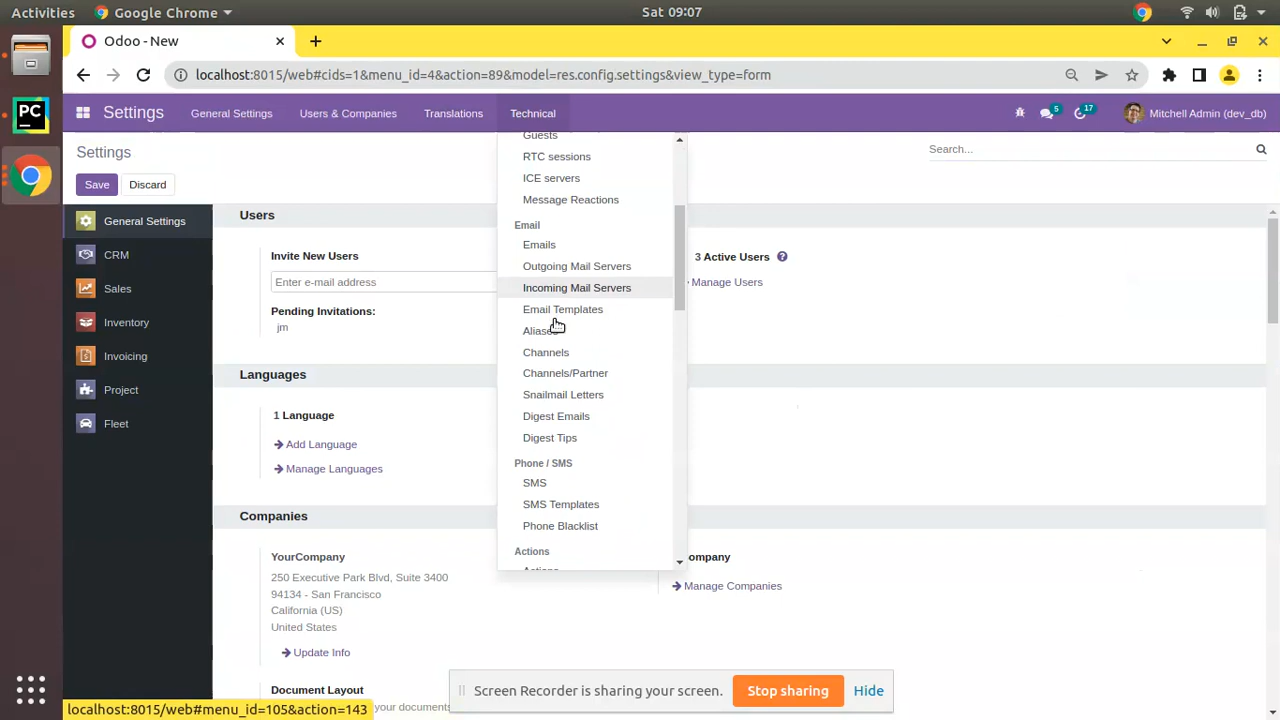 Activities Google Chrome Sat 09:07
Odoo - New
localhost:8015/web#cids=1&menu_id=4&action=89&model=res.config.settings&view_type=form
Settings General Settings Users & Companies Translations Technical 5 17 Mitchell Admin (dev_db)
Settings Search...
Save Discard
General Settings
CRM
Sales
Inventory
Invoicing
Project
Fleet
Users
Invite New Users
Enter e-mail address
Pending Invitations:
jm
3 Active Users
Manage Users
Languages
1 Language
Add Language
Manage Languages
Companies
YourCompany
250 Executive Park Blvd, Suite 3400
94134 - San Francisco
California (US)
United States
Update Info
Manage Companies
Document Layout
Guests
RTC sessions
ICE servers
Message Reactions
Email
Emails
Outgoing Mail Servers
Incoming Mail Servers
Email Templates
Aliases
Channels
Channels/Partner
Snailmail Letters
Digest Emails
Digest Tips
Phone / SMS
SMS
SMS Templates
Phone Blacklist
Actions
your documents
Screen Recorder is sharing your screen. Stop sharing Hide
localhost:8015/web#menu_id=105&action=143
PC